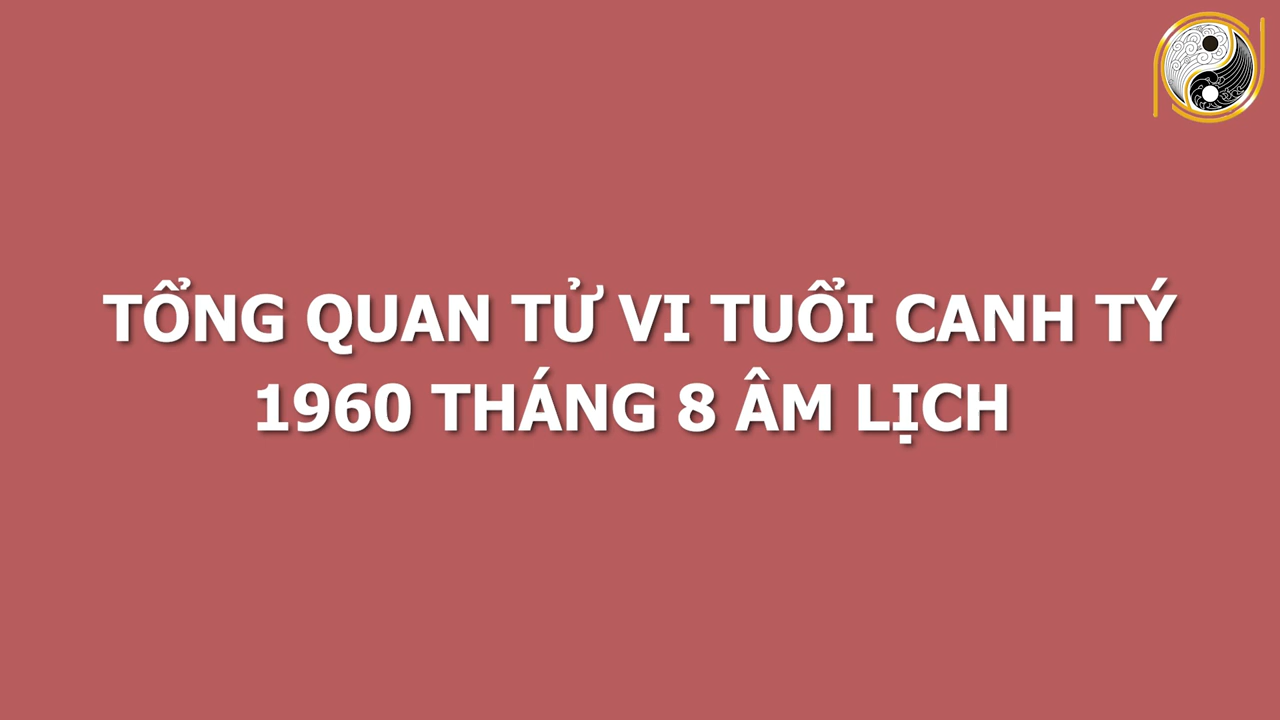 TỔNG QUAN TỬ VI TUỔI CANH TÝ
1960 THÁNG 8 ÂM LỊCH